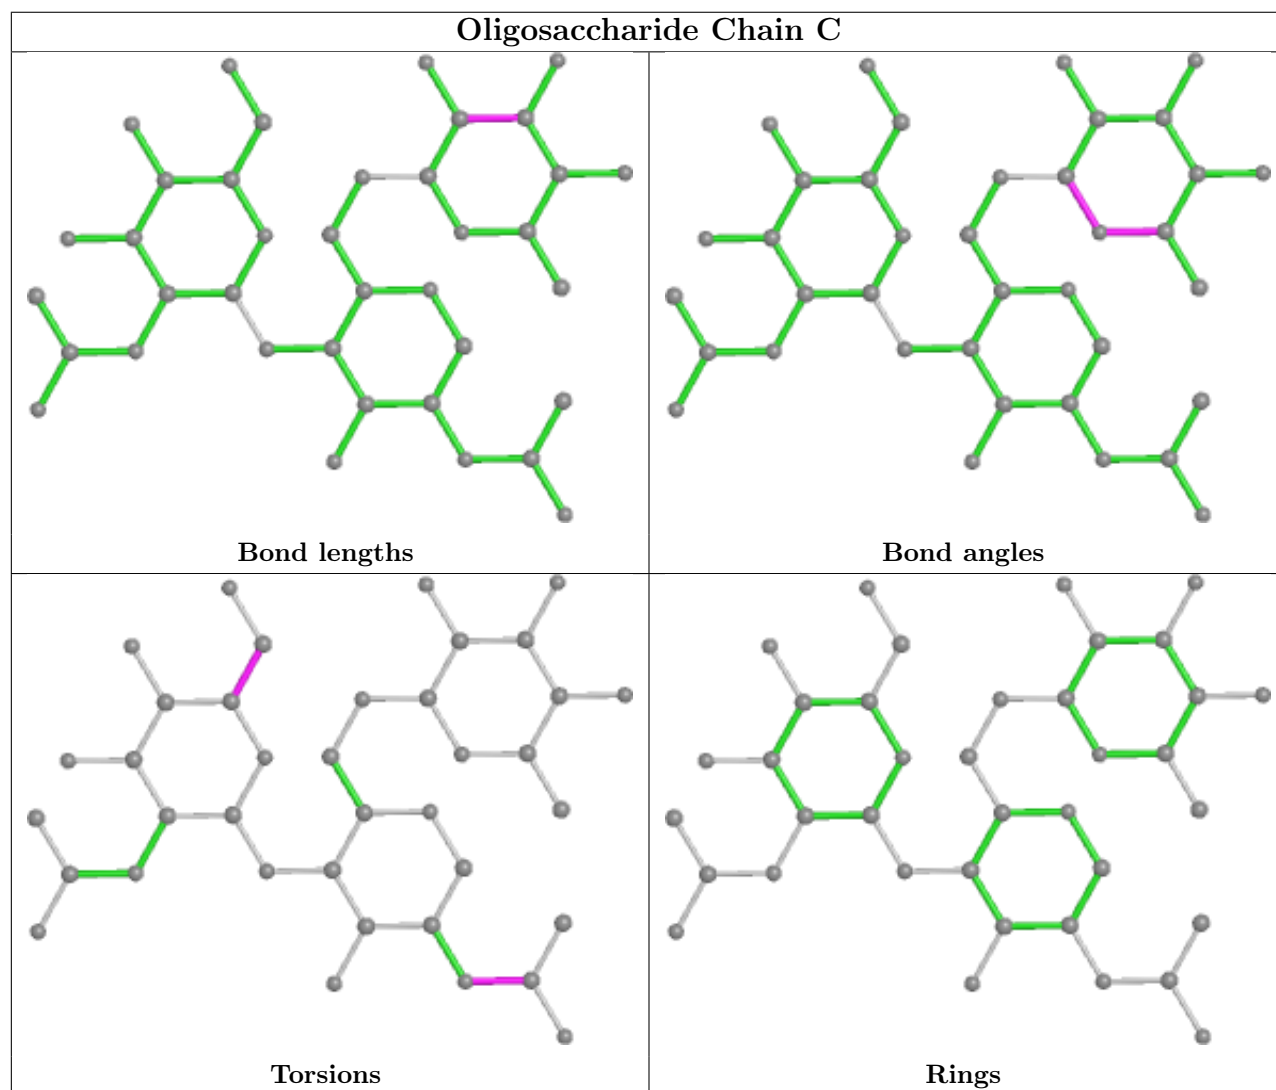 Oligosaccharide Chain C
Bond lengths
Bond angles
Torsions
Rings